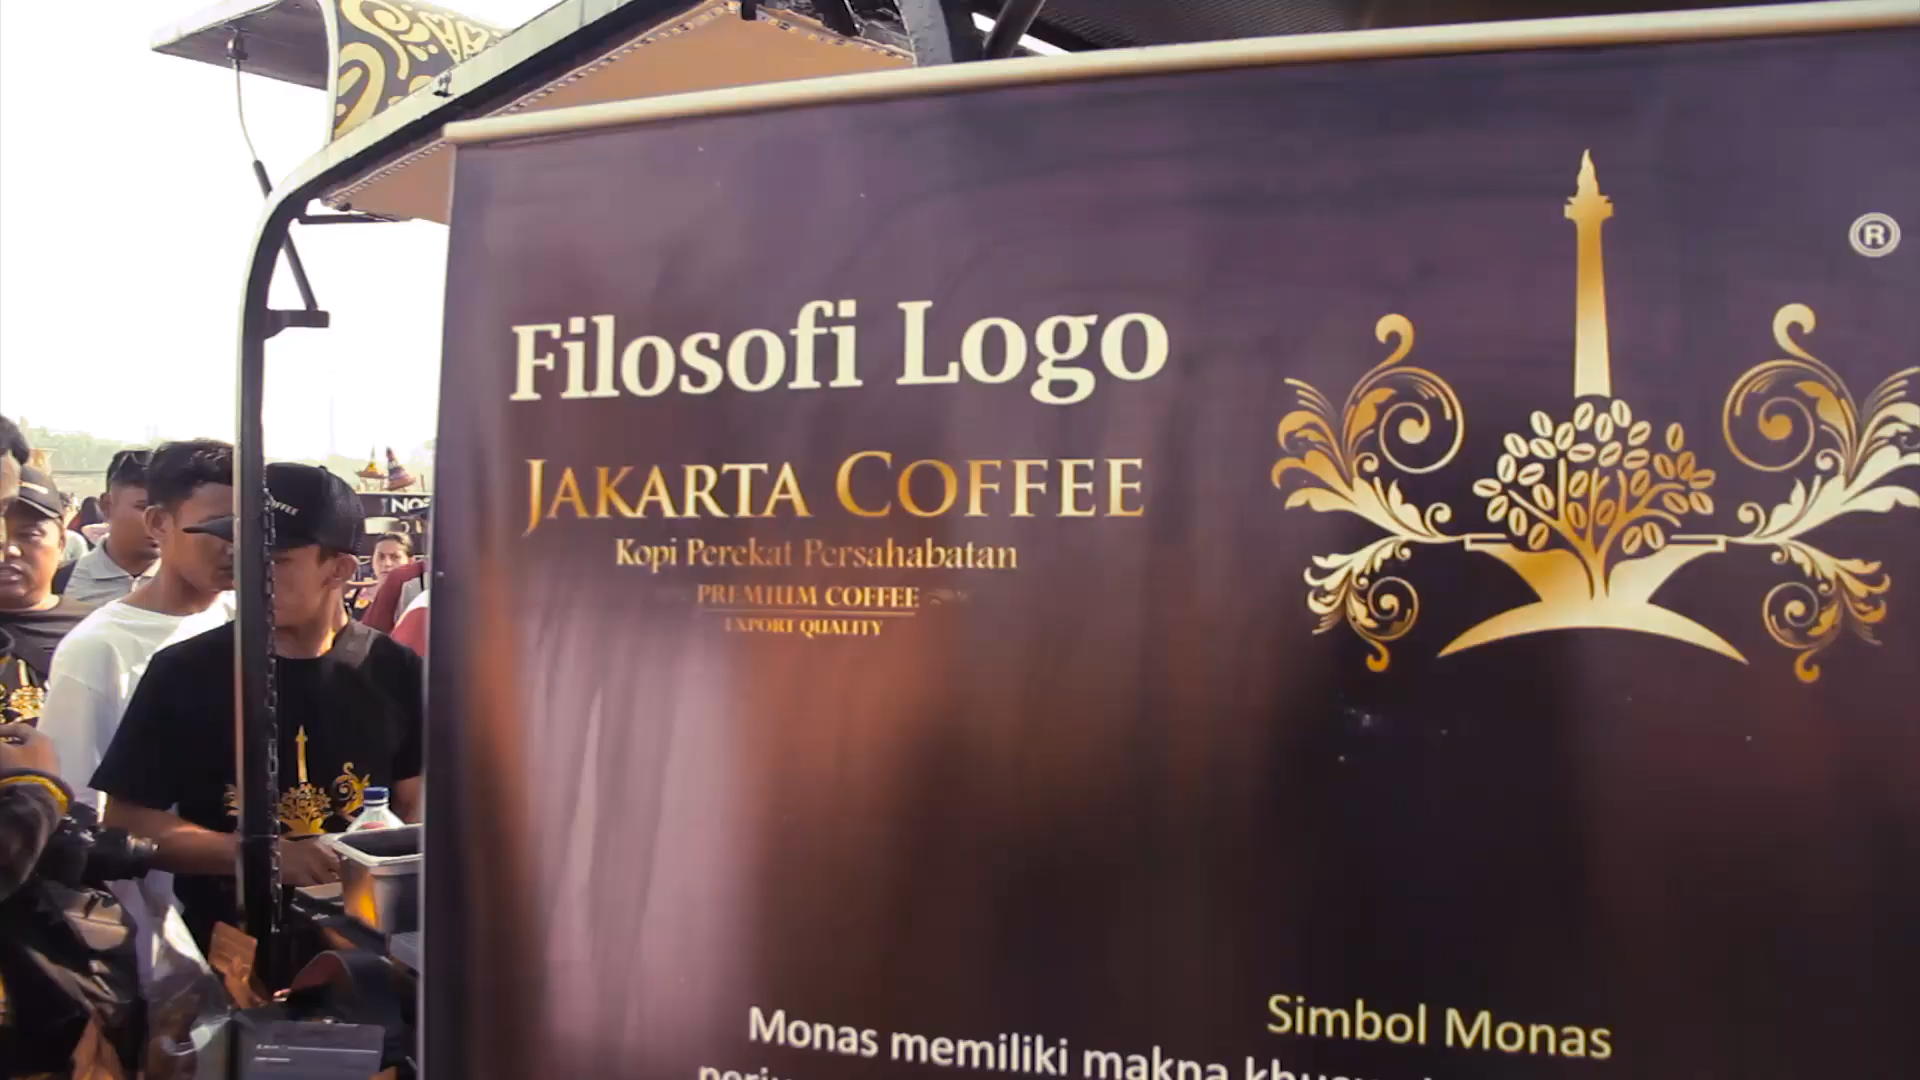 Filosofi Logo
JAKARTA COFFEE
Kopi Perekat Persahabatan
PREMIUM COFFEE
EXPORT QUALITY
®
Simbol Monas
Monas memiliki makna